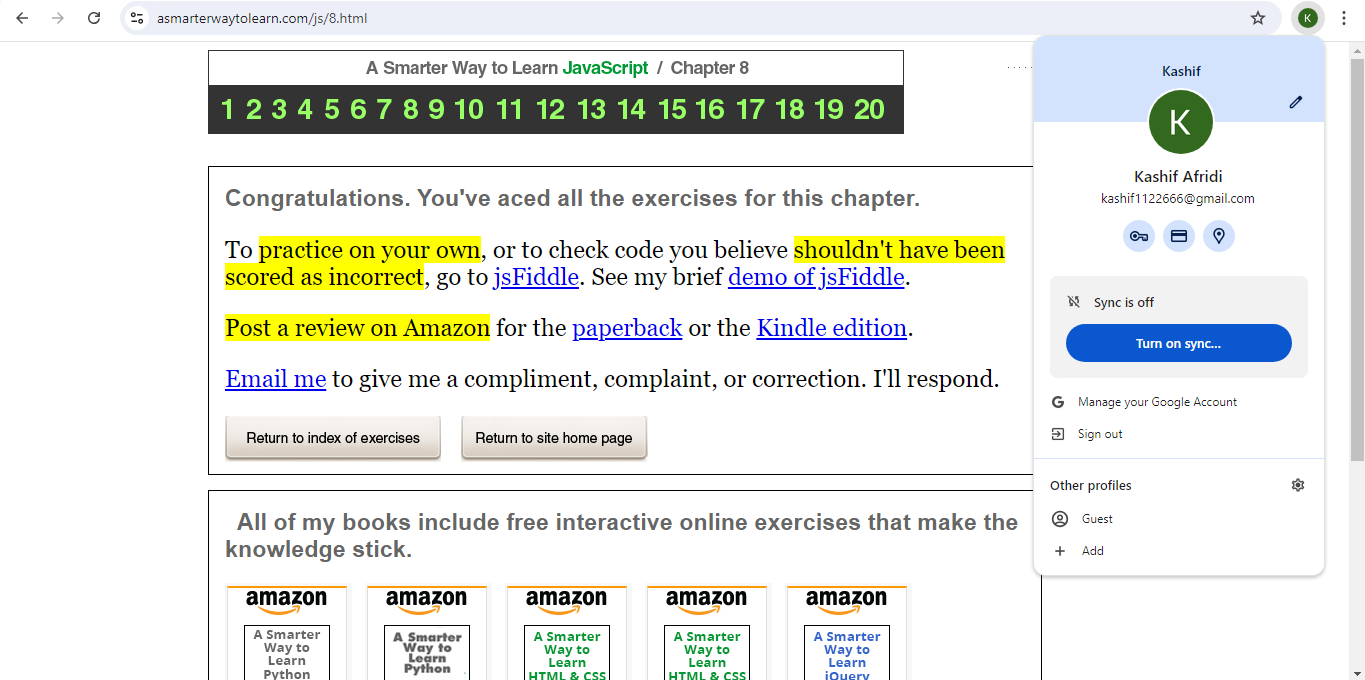 asmarterwaytolearn.com/js/8.html
K
A Smarter Way to Learn JavaScript / Chapter 8
1 2 3 4 5 6 7 8 9 10 11 12 13 14 15 16 17 18 19 20
Congratulations. You've aced all the exercises for this chapter.
To practice on your own, or to check code you believe shouldn't have been
scored as incorrect, go to jsFiddle. See my brief demo of jsFiddle.
Post a review on Amazon for the paperback or the Kindle edition.
Email me to give me a compliment, complaint, or correction. I'll respond.
Return to index of exercises
Return to site home page
All of my books include free interactive online exercises that make the
knowledge stick.
amazon
A Smarter
Way to
Learn
Python
amazon
A Smarter
Way to
Learn
Python
amazon
A Smarter
Way to
Learn
HTML & CSS
amazon
A Smarter
Way to
Learn
HTML & CSS
amazon
A Smarter
Way to
Learn
jQuery
Kashif
K
Kashif Afridi
kashif1122666@gmail.com
Sync is off
Turn on sync...
Manage your Google Account
Sign out
Other profiles
Guest
Add